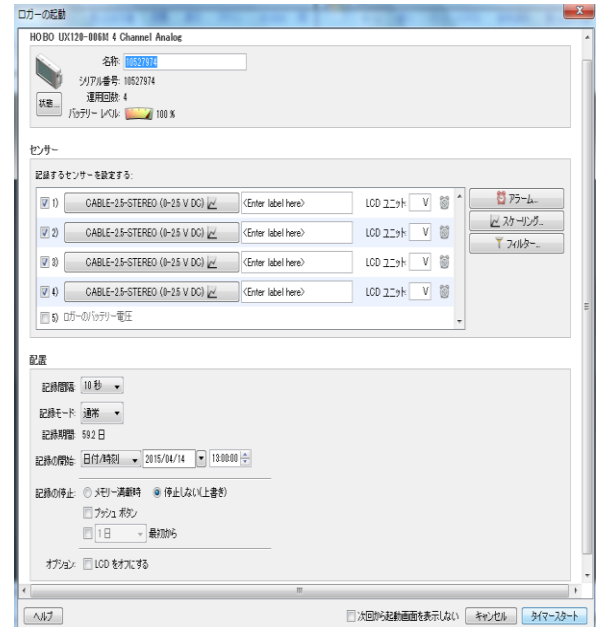 ロガーの起動
HOBO UX120-006M 4 Channel Analog
名称: 10527974
シリアル番号: 10527974
状態...
運用回数: 4
バッテリー レベル: 100 %
センサー
記録するセンサーを設定する:
1) CABLE-2.5-STEREO (0-2.5 V DC) <Enter label here> LCD ユニット: V
アラーム...
2) CABLE-2.5-STEREO (0-2.5 V DC) <Enter label here> LCD ユニット: V
スケーリング...
フィルター...
3) CABLE-2.5-STEREO (0-2.5 V DC) <Enter label here> LCD ユニット: V
4) CABLE-2.5-STEREO (0-2.5 V DC) <Enter label here> LCD ユニット: V
5) ロガーのバッテリー電圧
配置
記録間隔: 10 秒
記録モード: 通常
記録期間: 59.2 日
記録の開始: 日付/時刻 2015/04/14 13:00:00
記録の停止: メモリー満載時 停止しない(上書き)
プッシュ ボタン
1 日 最初から
オプション: LCD をオフにする
ヘルプ 次回から起動画面を表示しない キャンセル タイマースタート